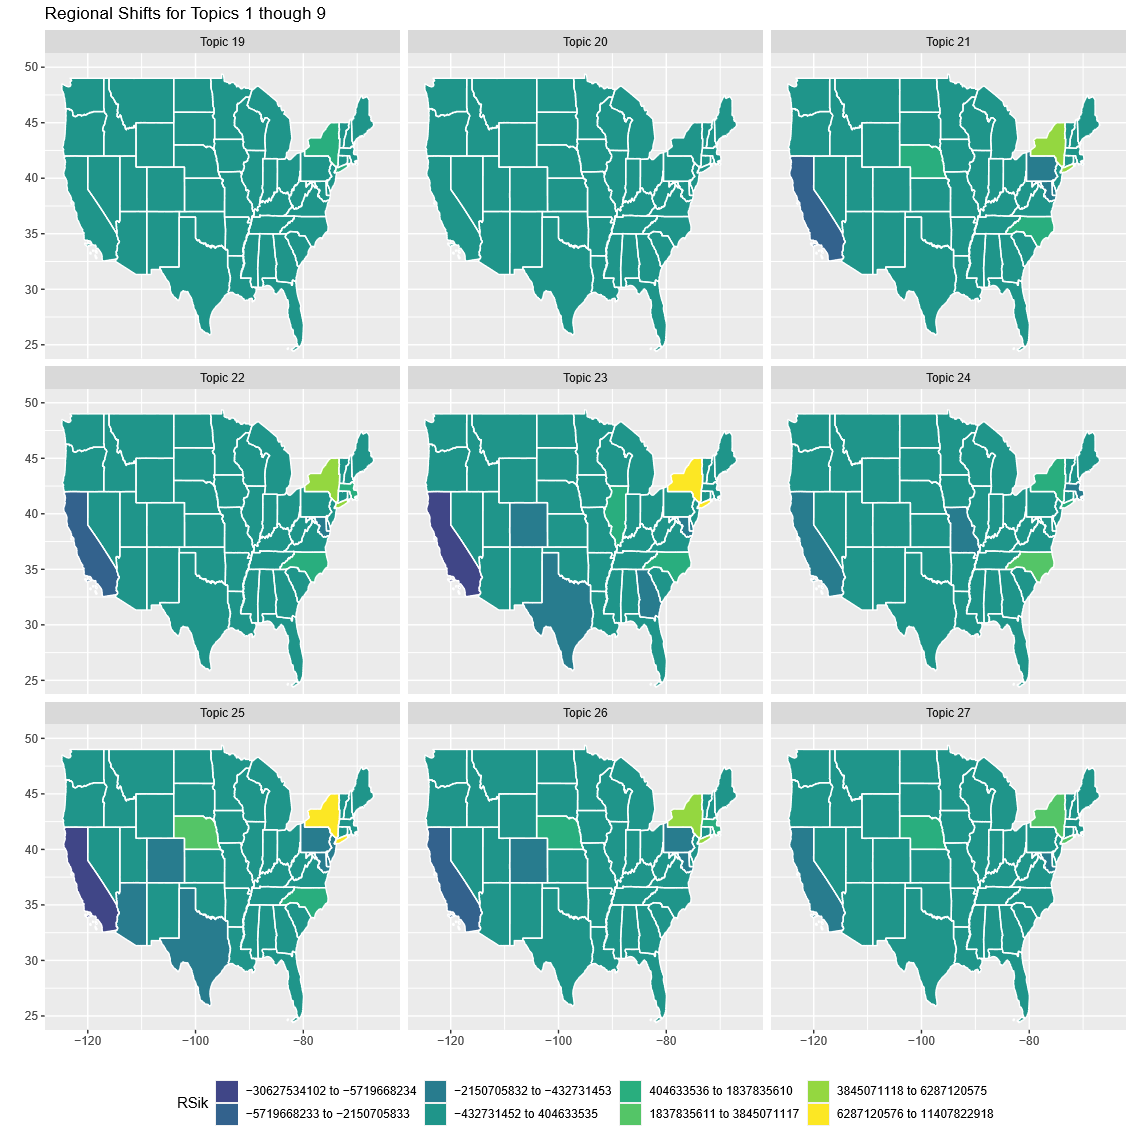 Regional Shifts for Topics 1 though 9
Topic 19 Topic 20 Topic 21
50
45
40
35
30
25
Topic 22 Topic 23 Topic 24
50
45
40
35
30
25
Topic 25 Topic 26 Topic 27
50
45
40
35
30
25
−120 −100 −80 −120 −100 −80 −120 −100 −80
RSik
−30627534102 to −5719668234 −2150705832 to −432731453 404633536 to 1837835610 3845071118 to 6287120575
−5719668233 to −2150705833 −432731452 to 404633535 1837835611 to 3845071117 6287120576 to 11407822918